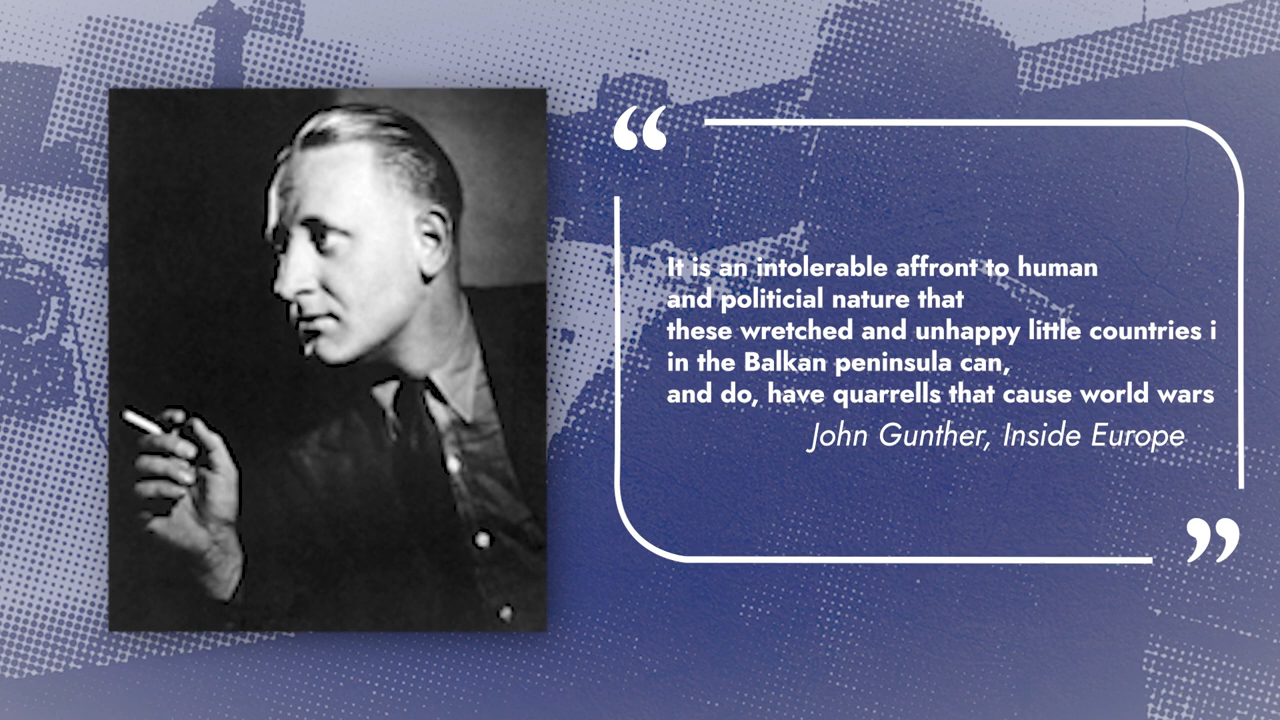 “
It is an intolerable affront to human
and politicial nature that
these wretched and unhappy little countries i
in the Balkan peninsula can,
and do, have quarrells that cause world wars
John Gunther, Inside Europe
”